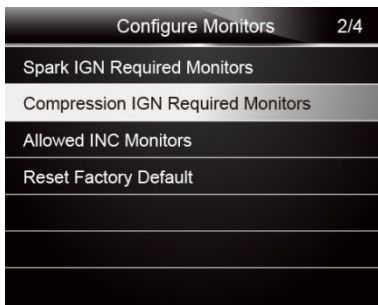 Configure Monitors 2/4
Spark IGN Required Monitors
Compression IGN Required Monitors
Allowed INC Monitors
Reset Factory Default